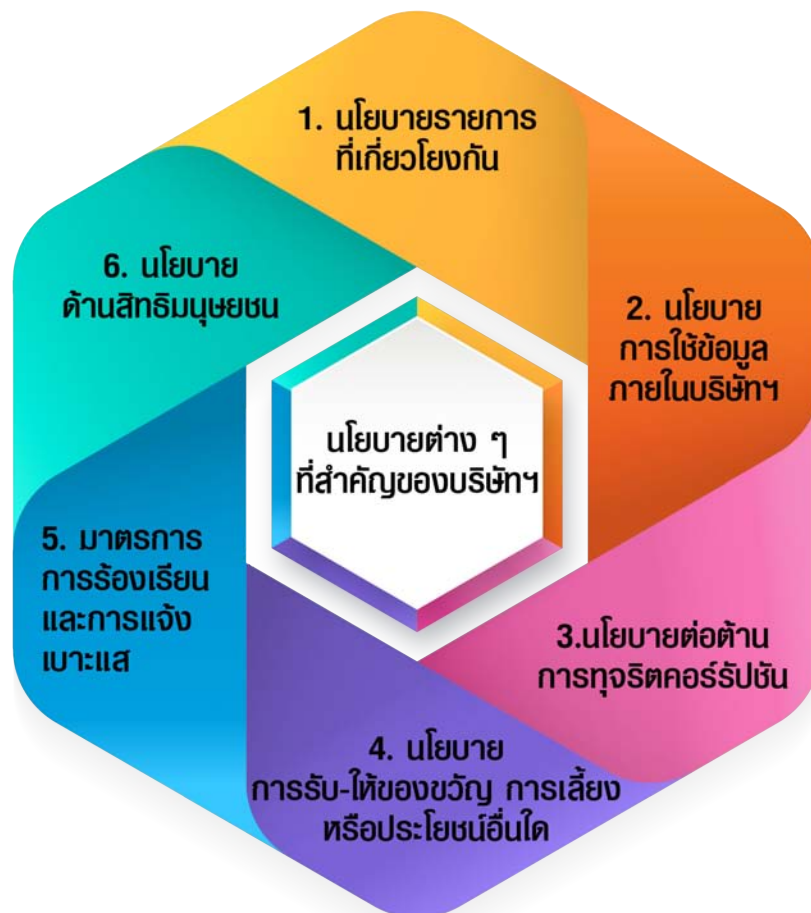 1. นโยบายรายการ
ที่เกี่ยวโยงกัน
2. นโยบาย
การใช้ข้อมูล
ภายในบริษัทฯ
3.นโยบายต่อต้าน
การทุจริตคอร์รัปชัน
4. นโยบาย
การรับ-ให้ของขวัญ การเลี้ยง
หรือประโยชน์อื่นใด
5. มาตรการ
การร้องเรียน
และการแจ้ง
เบาะแส
6. นโยบาย
ด้านสิทธิมนุษยชน
นโยบายต่าง ๆ
ที่สำคัญของบริษัทฯ